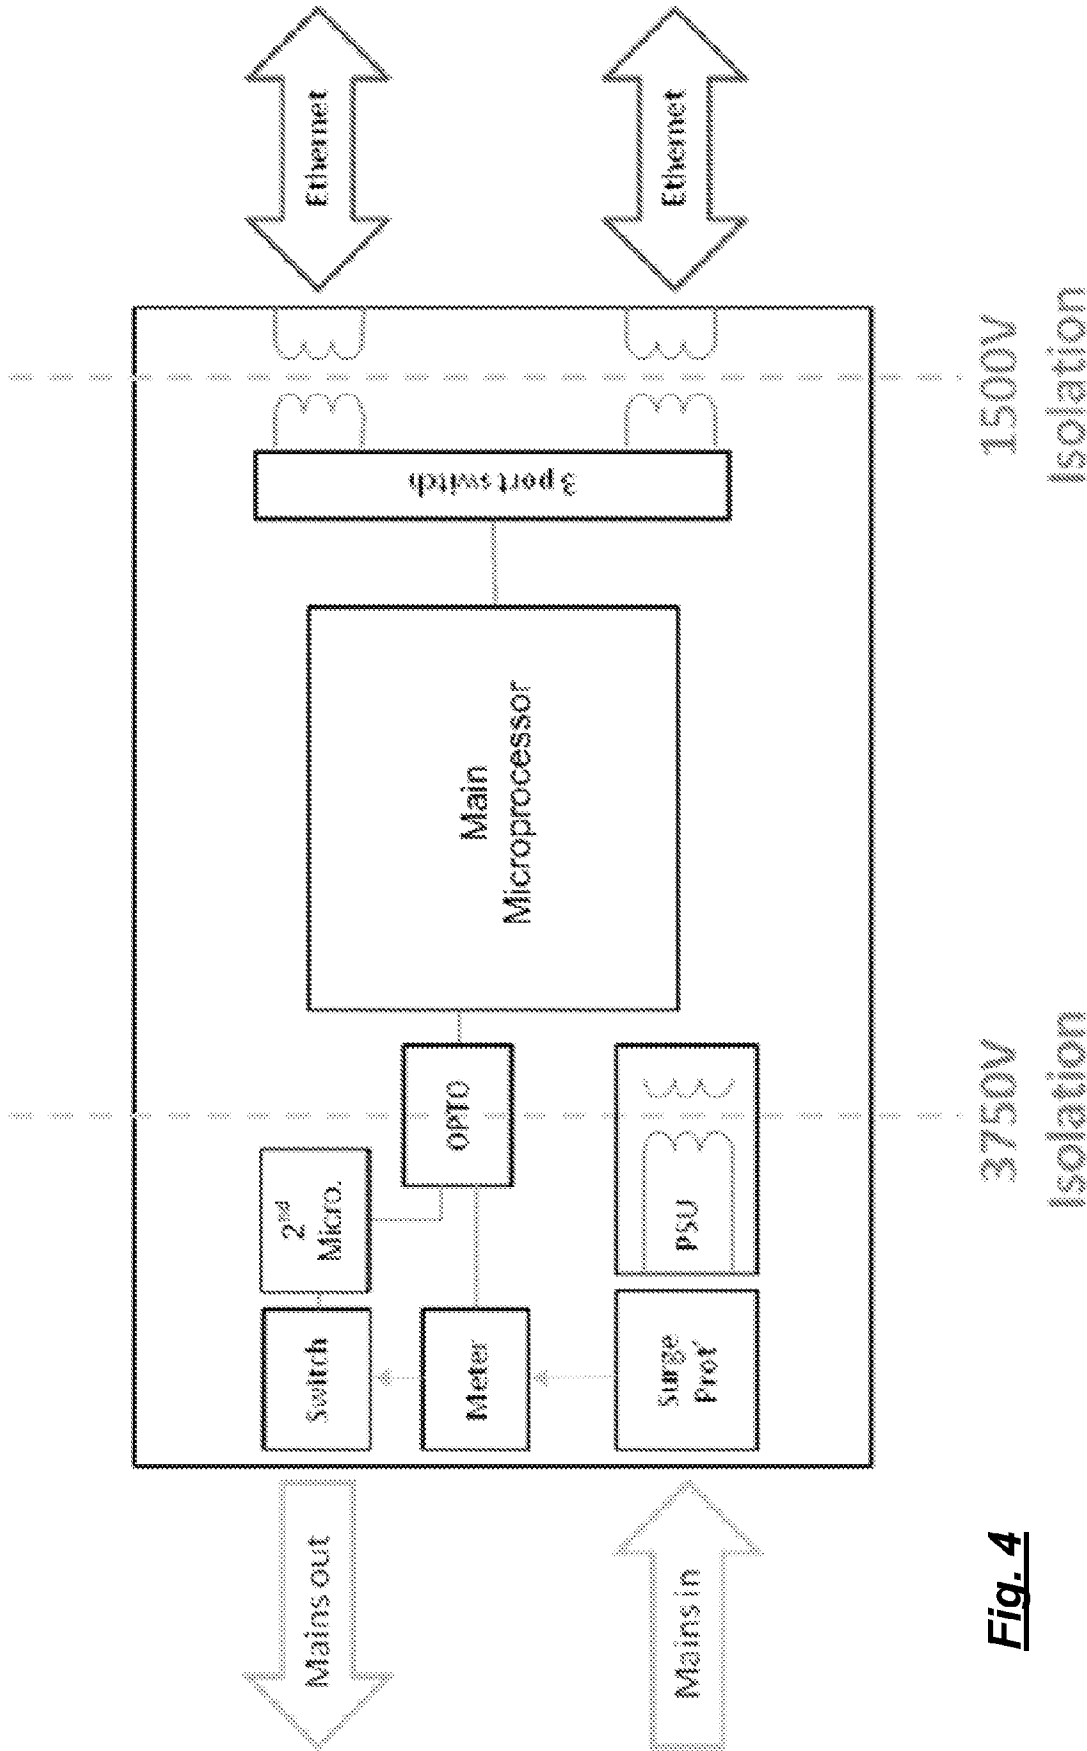 Ethernet
Ethernet
3 port switch
1500V
Isolation
Main
Microprocessor
OPTO
2nd
Micro.
PSU
3750V
Isolation
Switch
Meter
Surge
Prot'
Mains out
Mains in
Fig. 4